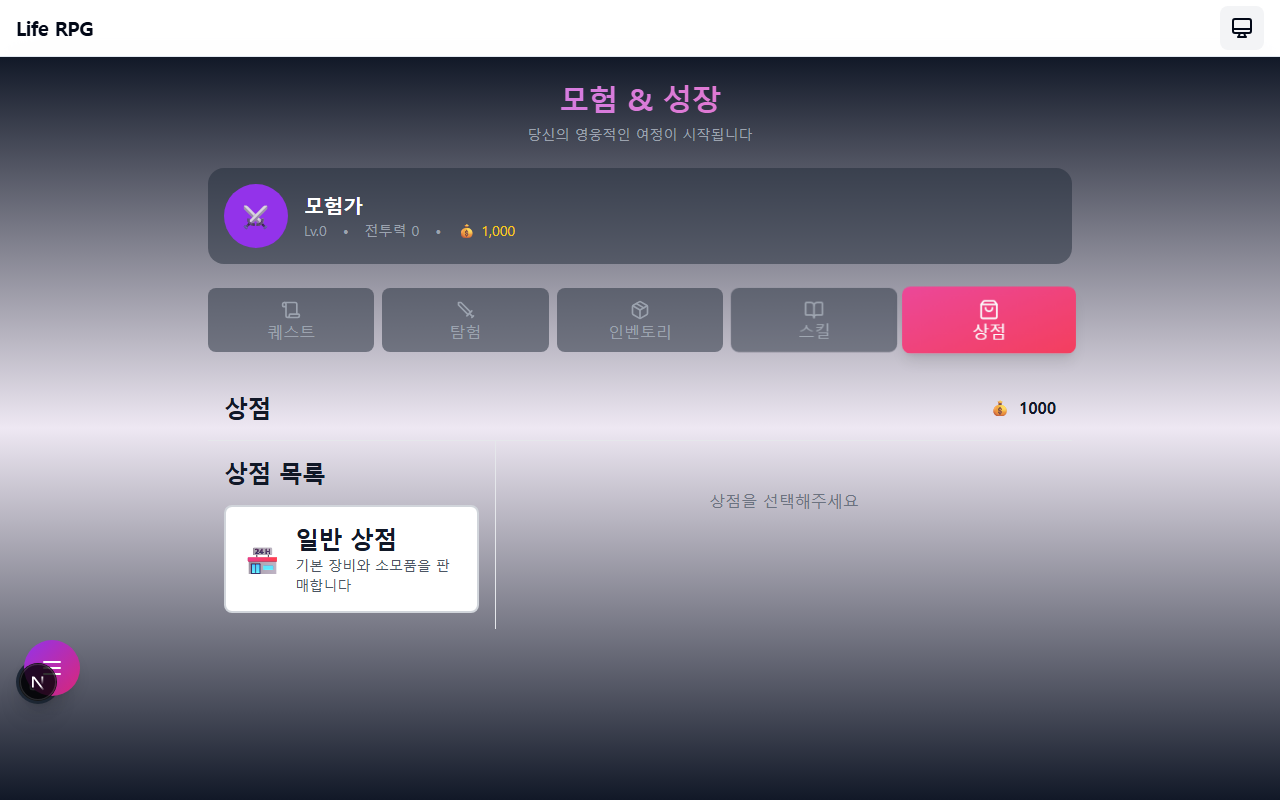 Life RPG
모험 & 성장
당신의 영웅적인 여정이 시작됩니다
모험가
Lv.0 • 전투력 0 • 1,000
퀘스트
탐험
인벤토리
스킬
상점
상점
1000
상점 목록
상점을 선택해주세요
일반 상점
24H
기본 장비와 소모품을 판
매합니다
N